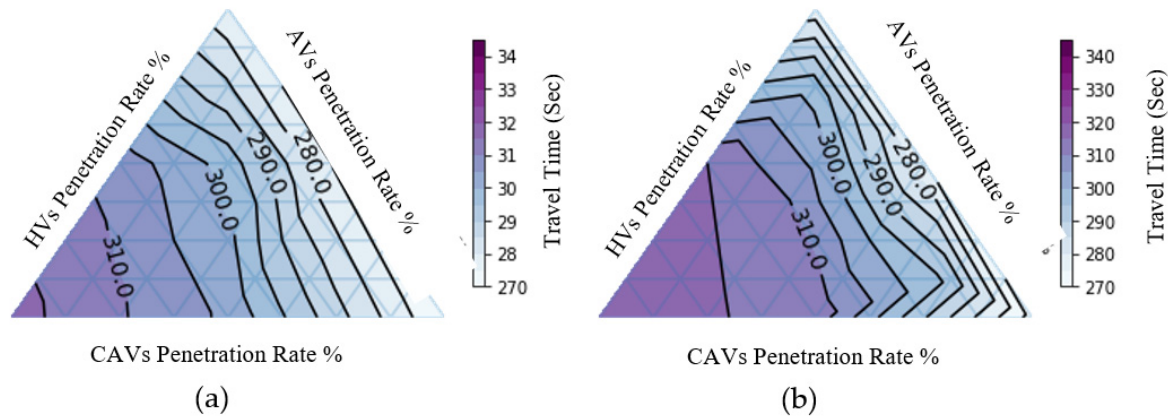 HVs Penetration Rate %
AVs Penetration Rate %
310.0
300.0
290.0
280.0
34
33
32
31
30
29
28
270
Travel Time (Sec)
CAVs Penetration Rate %
(a)
HVs Penetration Rate %
AVs Penetration Rate %
310.0
300.0
290.0
280.0
340
330
320
310
300
290
280
270
Travel Time (Sec)
CAVs Penetration Rate %
(b)